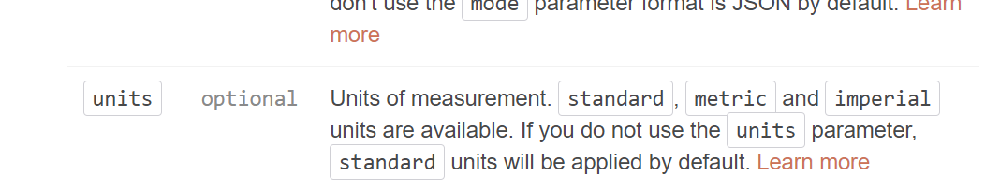 don't use the mode parameter format is JSON by default. Learn
more
units optional Units of measurement. standard, metric and imperial
units are available. If you do not use the units parameter,
standard units will be applied by default. Learn more